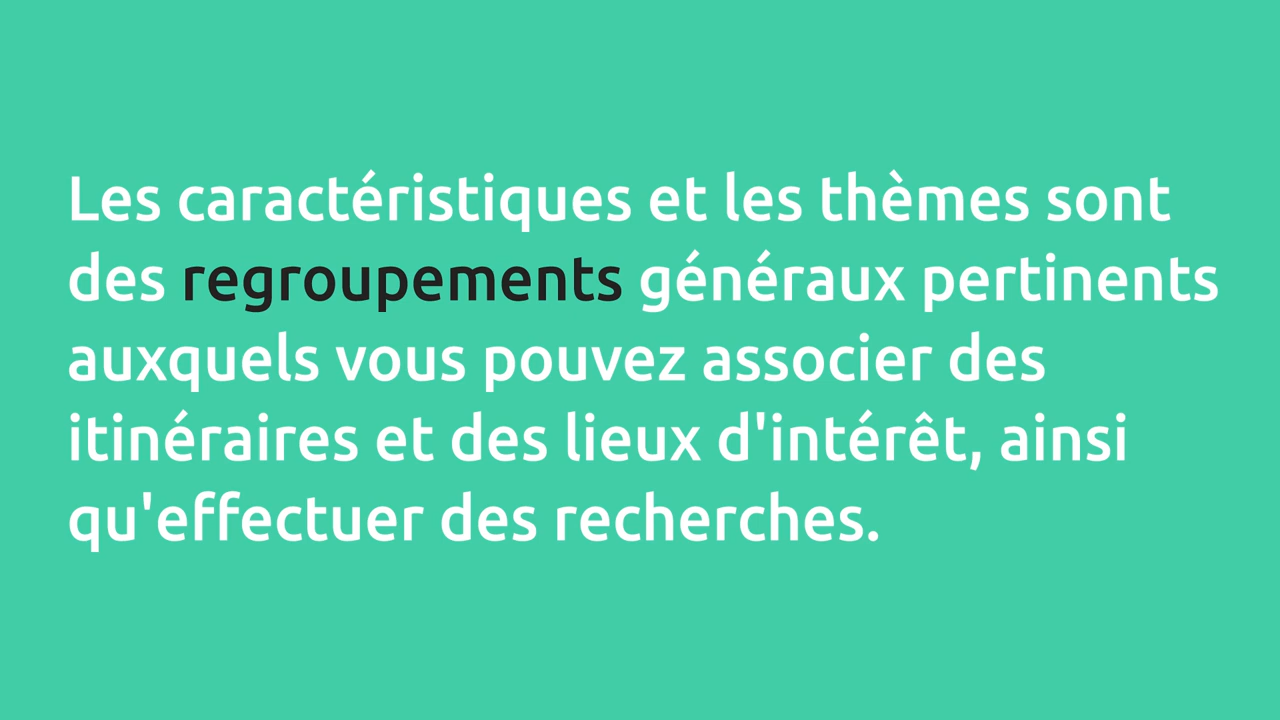 Les caractéristiques et les thèmes sont
des regroupements généraux pertinents
auxquels vous pouvez associer des
itinéraires et des lieux d'intérêt, ainsi
qu'effectuer des recherches.